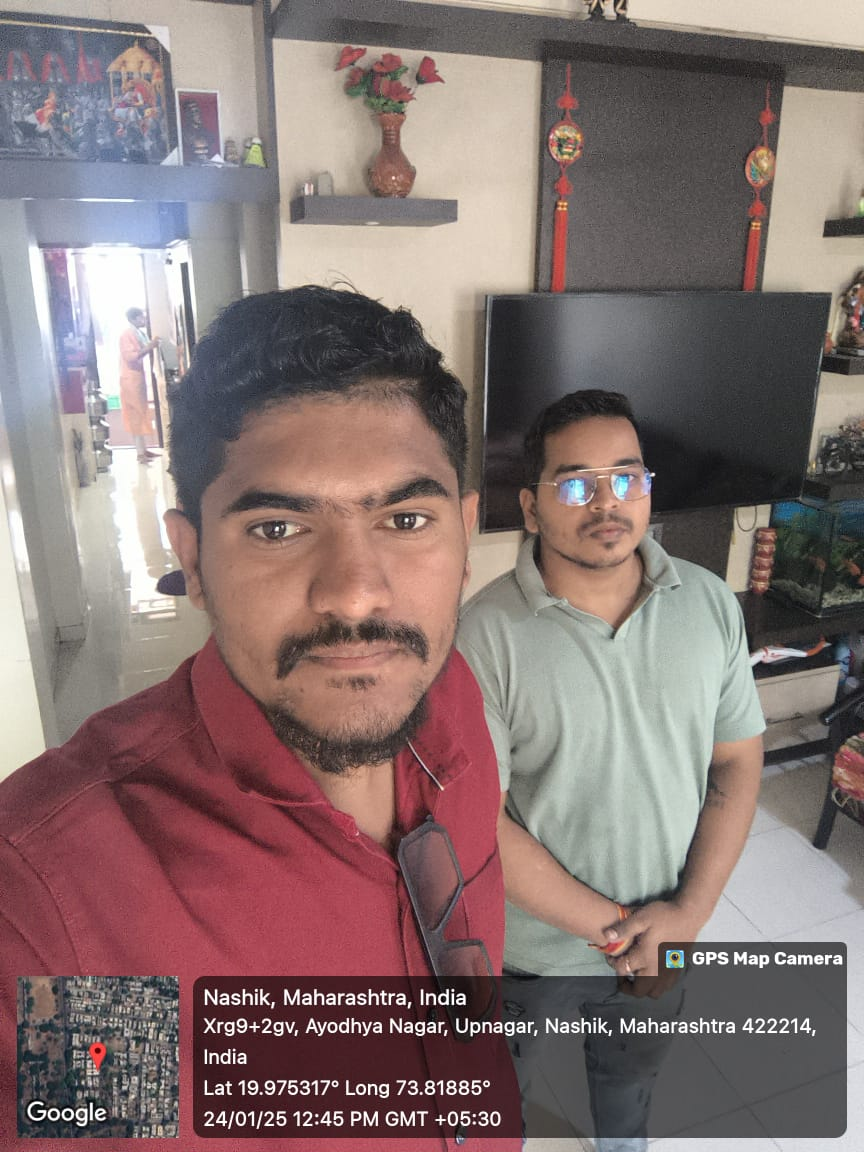 GPS Map Camera
Nashik, Maharashtra, India
Xrg9+2gv, Ayodhya Nagar, Upnagar, Nashik, Maharashtra 422214,
India
Lat 19.975317° Long 73.81885°
24/01/25 12:45 PM GMT +05:30
Google